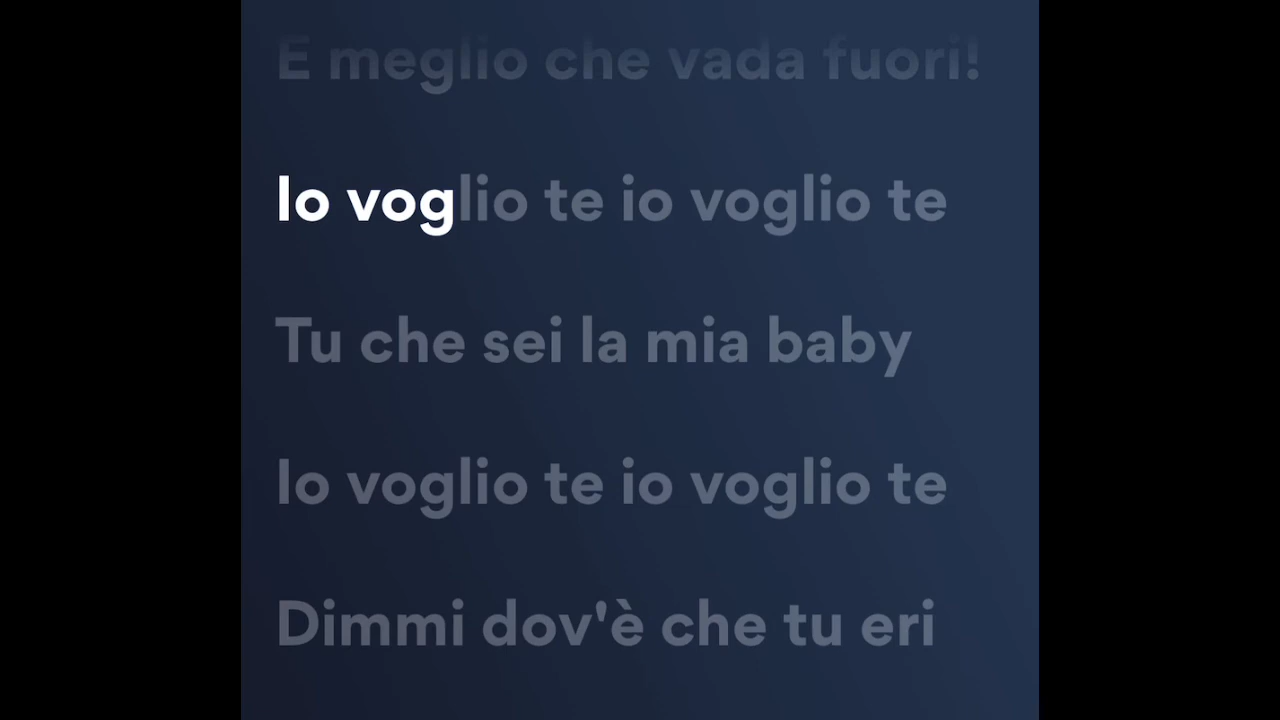 E meglio che vada fuori!
Io voglio te io voglio te
Tu che sei la mia baby
Io voglio te io voglio te
Dimmi dov'è che tu eri